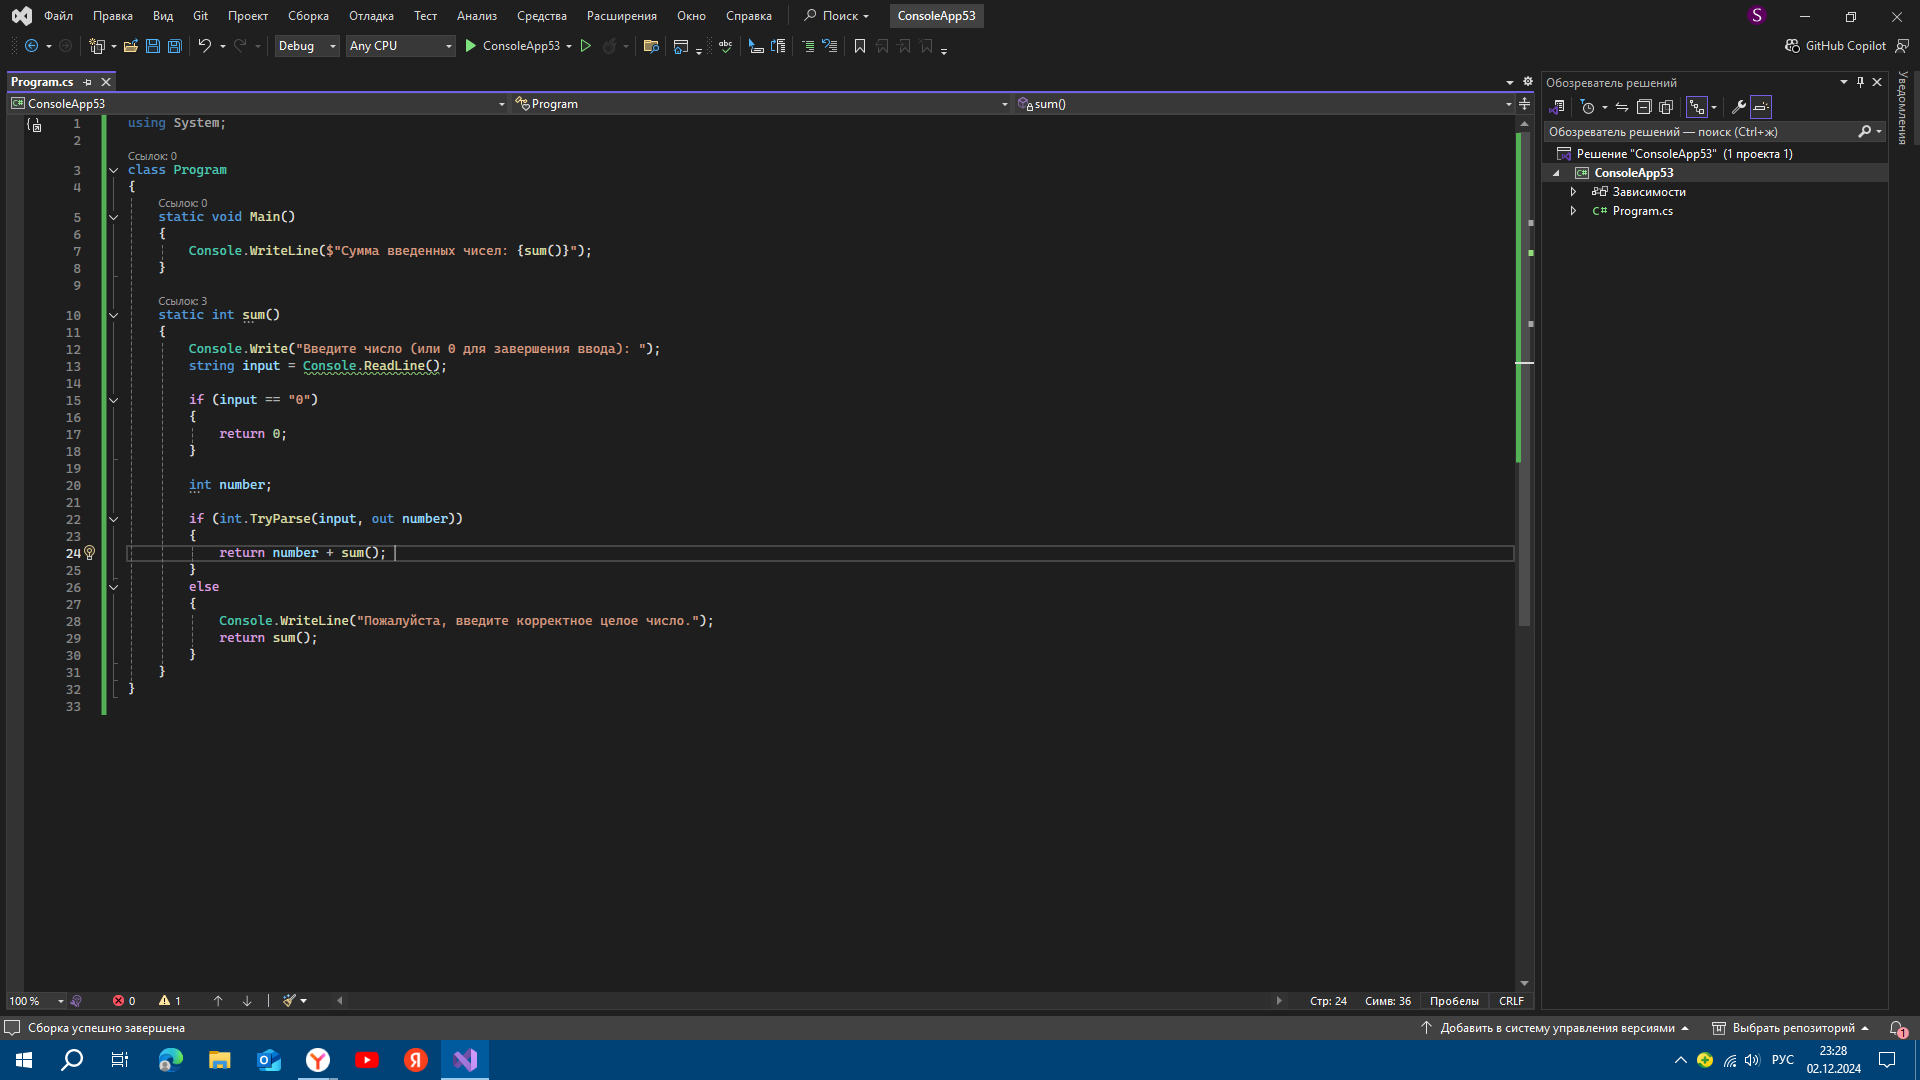 Файл Правка Вид Git Проект Сборка Отладка Тест Анализ Средства Расширения Окно Справка Поиск ConsoleApp53 S
Debug Any CPU ConsoleApp53 abc GitHub Copilot
Program.cs
ConsoleApp53 Program sum()
1 using System;
2
Ссылок: 0
3 class Program
4 {
Ссылок: 0
5 static void Main()
6 {
7 Console.WriteLine($"Сумма введенных чисел: {sum()}");
8 }
9
Ссылок: 3
10 static int sum()
11 {
12 Console.Write("Введите число (или 0 для завершения ввода): ");
13 string input = Console.ReadLine();
14
15 if (input == "0")
16 {
17 return 0;
18 }
19
20 int number;
21
22 if (int.TryParse(input, out number))
23 {
24 return number + sum();
25 }
26 else
27 {
28 Console.WriteLine("Пожалуйста, введите корректное целое число.");
29 return sum();
30 }
31 }
32 }
33
Обозреватель решений
Обозреватель решений — поиск (Ctrl+ж)
Решение "ConsoleApp53" (1 проекта 1)
C# ConsoleApp53
Зависимости
C# Program.cs
Уведомления
100 % 0 1 Стр: 24 Симв: 36 Пробелы CRLF
Сборка успешно завершена Добавить в систему управления версиями Выбрать репозиторий 1
РУС 23:28
02.12.2024